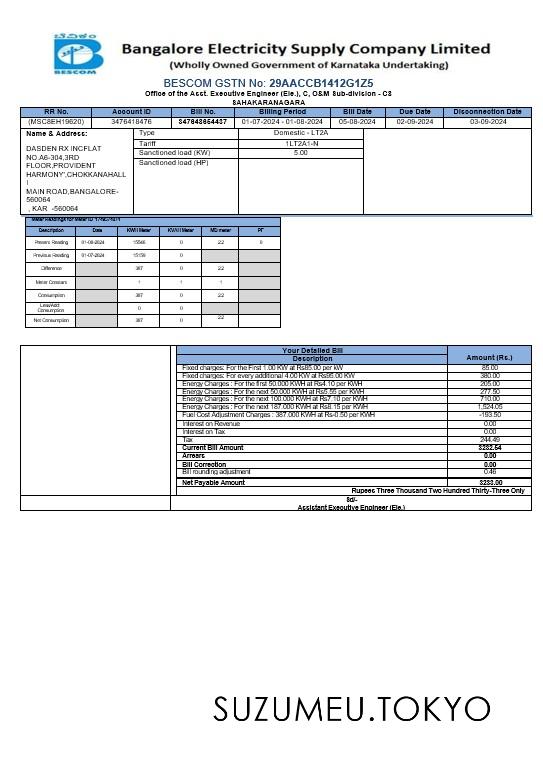 BESCOM
Bangalore Electricity Supply Company Limited
(Wholly Owned Government of Karnataka Undertaking)
BESCOM GSTN No: 29AACCB1412G1Z5
Office of the Asst. Executive Engineer (Ele.), C, O&M Sub-division - C8
SAHAKARANAGARA
RR No. Account ID Bill No. Billing Period Bill Date Due Date Disconnection Date
(MSC8EH19620) 3476418476 01-07-2024 - 01-08-2024 05-08-2024 02-09-2024 03-09-2024
Name & Address:
DASDEN RX INCFLAT
NO.A6-304,3RD
FLOOR,PROVIDENT
HARMONY',CHOKKANAHALL
I
MAIN ROAD,BANGALORE-
560064
, KAR -560064
Type Domestic - LT2A
Tariff 1LT2A1-N
Sanctioned load (KW) 5.00
Sanctioned load (HP)
Meter Readings for Meter ID
Description Date KWH Meter KVAH Meter MD meter PF
Present Reading 01-08-2024 15546 0 2.2 0
Previous Reading 01-07-2024 15159 0
Difference 387 0 2.2
Meter Constant 1 1 1
Consumption 387 0 2.2
Less/Add Consumption 0 0
Net Consumption 387 0 2.2
Your Detailed Bill
Description Amount (Rs.)
Fixed charges: For the First 1.00 KW at Rs85.00 per kW 85.00
Fixed charges: For every additional 4.00 KW at Rs95.00 KW 380.00
Energy Charges : For the first 50.000 KWH at Rs4.10 per KWH 205.00
Energy Charges : For the next 50.000 KWH at Rs5.55 per KWH 277.50
Energy Charges : For the next 100.000 KWH at Rs7.10 per KWH 710.00
Energy Charges : For the next 187.000 KWH at Rs8.15 per KWH 1,524.05
Fuel Cost Adjustment Charges : 387.000 KWH at Rs-0.50 per KWH -193.50
Interest on Revenue 0.00
Interest on Tax 0.00
Tax 244.49
Current Bill Amount 3232.54
Arrears 0.00
Bill Correction 0.00
Bill rounding adjustment 0.46
Net Payable Amount 3233.00
Rupees Three Thousand Two Hundred Thirty-Three Only
Sd/-
Assistant Executive Engineer (Ele.)
SUZUMEU.TOKYO